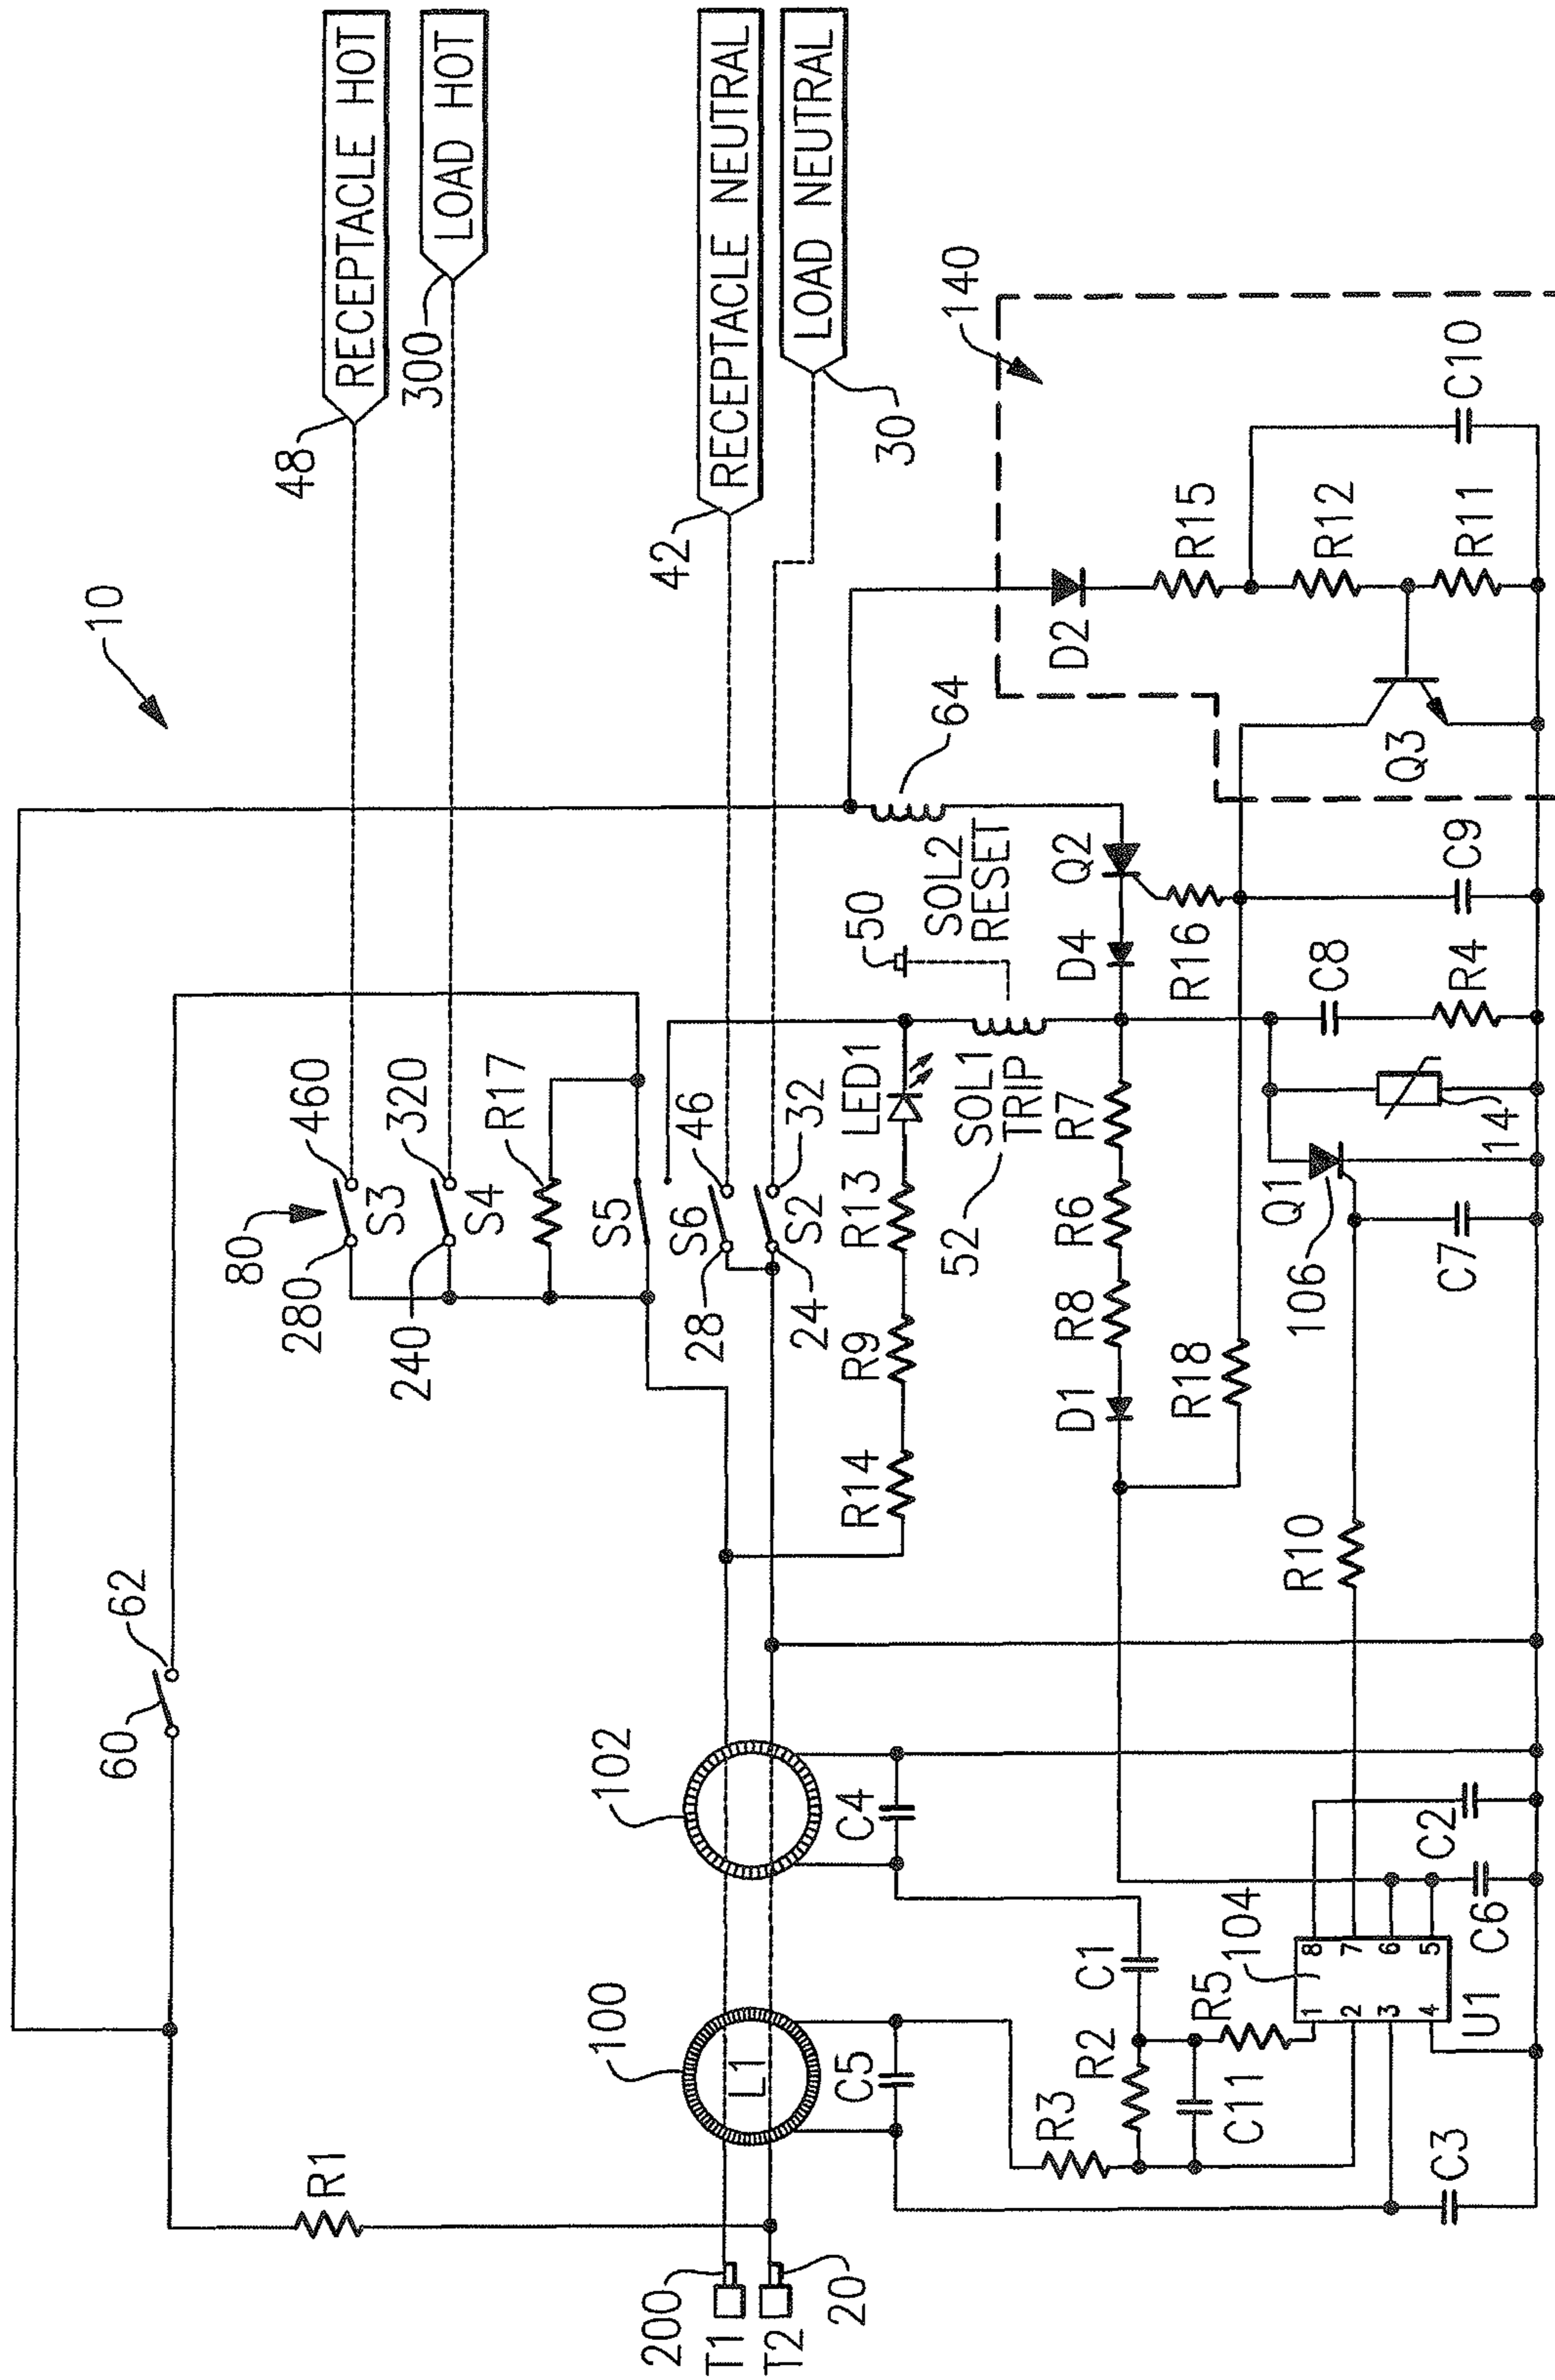 10
RECEPTACLE HOT
48
LOAD HOT
300
RECEPTACLE NEUTRAL
42
LOAD NEUTRAL
30
140
60
62
80
460
280
S3
320
240
S4
R17
S5
S6
46
28
S2
32
24
R1
100
L1
102
200
T1
T2
20
C5
C4
R14
R9
R13
LED1
50
64
SOL2
RESET
SOL1
TRIP
52
R3
R2
C1
C11
R5
104
D1
R8
R6
R7
D4
Q2
R18
R16
D2
R15
R12
R11
C10
Q3
R10
106
Q1
14
C8
R4
C9
C7
C3
U1
1
2
3
4
5
6
7
8
C6
C2